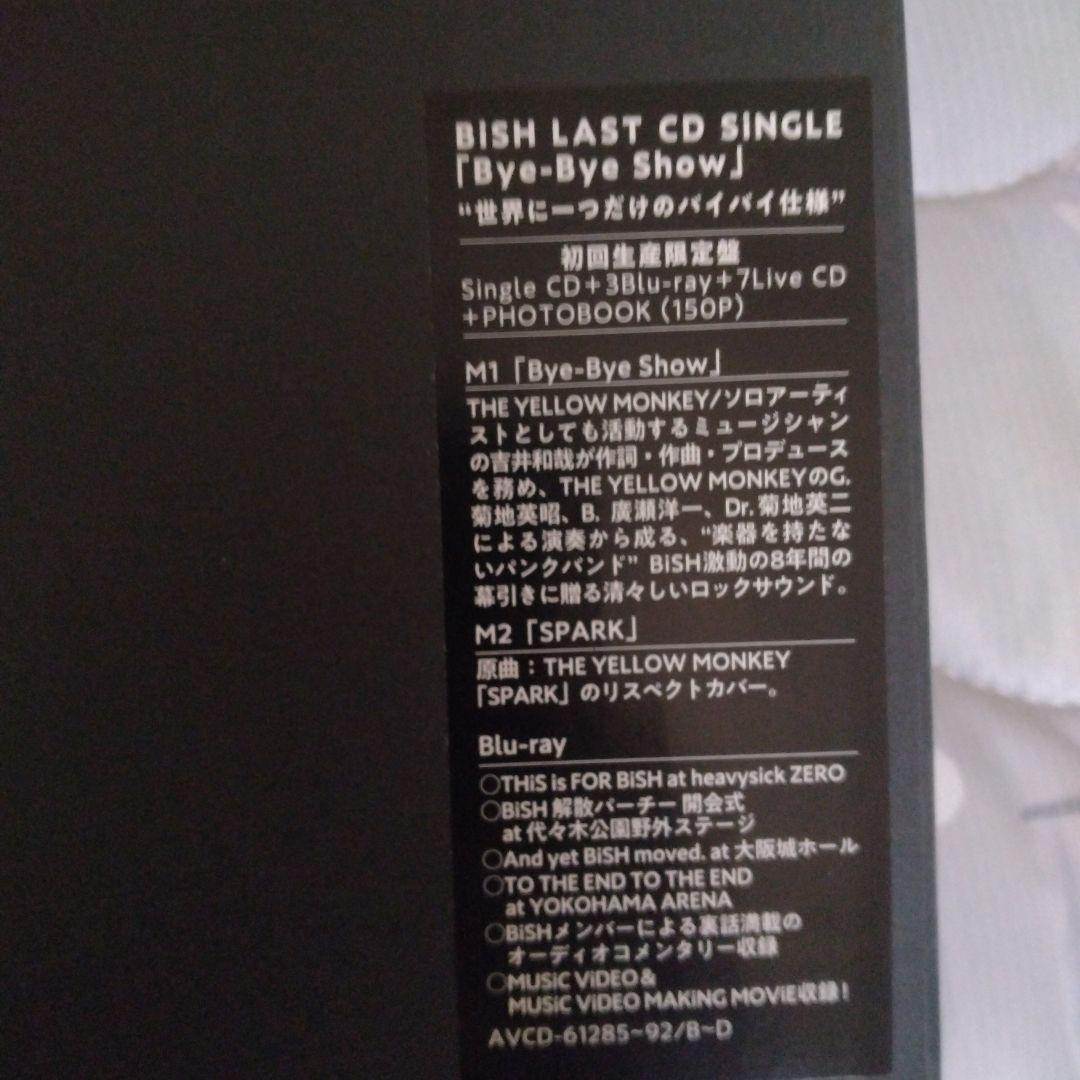 BiSH LAST CD SiNGLE
「Bye-Bye Show」
“世界に一つだけのバイバイ仕様”
初回生産限定盤
Single CD+3Blu-ray+7Live CD
+PHOTOBOOK (150P)
M1「Bye-Bye Show」
THE YELLOW MONKEY/ソロアーティ
ストとしても活動するミュージシャン
の吉井和哉が作詞・作曲・プロデュース
を務め、THE YELLOW MONKEYのG.
菊地英昭、B. 廣瀬洋一、Dr. 菊地英二
による演奏から成る、“楽器を持たな
いパンクバンド” BiSH激動の8年間の
幕引きに贈る清々しいロックサウンド。
M2「SPARK」
原曲：THE YELLOW MONKEY
「SPARK」のリスペクトカバー。
Blu-ray
○THiS is FOR BiSH at heavysick ZERO
○BiSH 解散パーチー 開会式
at 代々木公園野外ステージ
○And yet BiSH moved. at 大阪城ホール
○TO THE END TO THE END
at YOKOHAMA ARENA
○BiSHメンバーによる裏話満載の
オーディオコメンタリー収録
○MUSiC ViDEO &
MUSiC ViDEO MAKiNG MOViE収録！
AVCD-61285~92/B~D